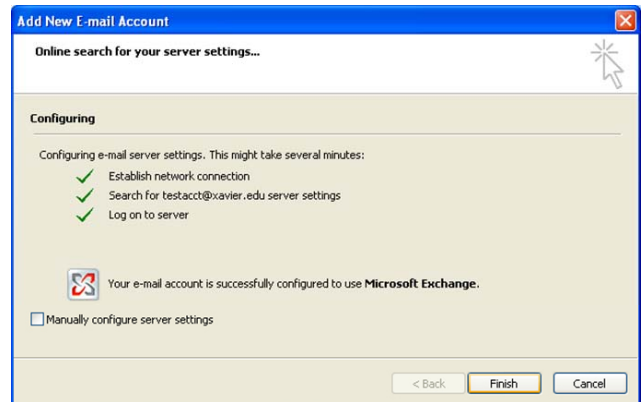 Add New E-mail Account
Online search for your server settings...
Configuring
Configuring e-mail server settings. This might take several minutes:
Establish network connection
Search for testacct@xavier.edu server settings
Log on to server
Your e-mail account is successfully configured to use Microsoft Exchange.
Manually configure server settings
< Back Finish Cancel